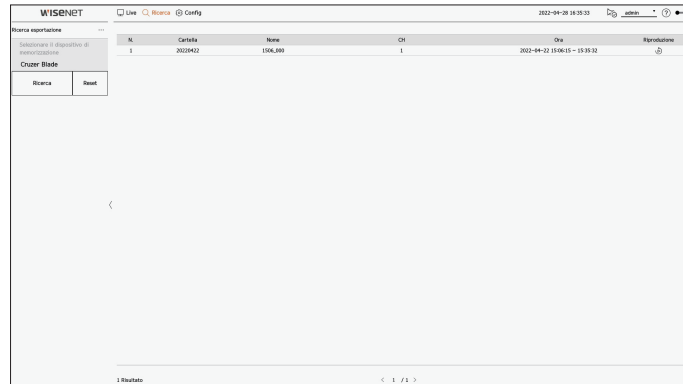 WISENET
Live Ricerca Config 2022-04-28 16:35:33 admin ?
Ricerca esportazione ...
Selezionare il dispositivo di
memorizzazione
Cruzer Blade
Ricerca Reset
N. Cartella Nome CH Ora Riproduzione
1 20220422 1506_000 1 2022-04-22 15:06:15 - 15:35:32
1 Risultato < 1 / 1 >